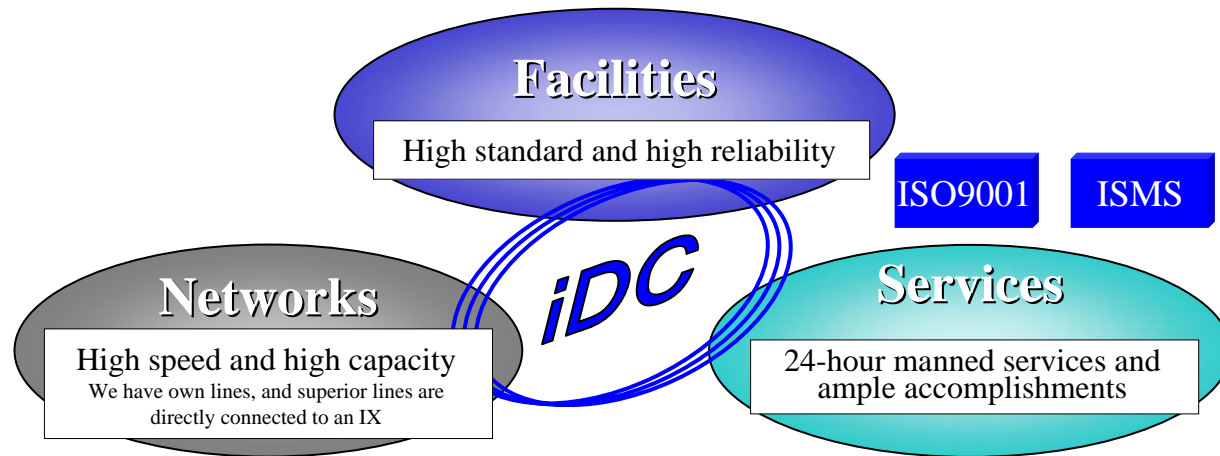 Facilities
High standard and high reliability
ISO9001
ISMS
iDC
Networks
High speed and high capacity
We have own lines, and superior lines are
directly connected to an IX
Services
24-hour manned services and
ample accomplishments